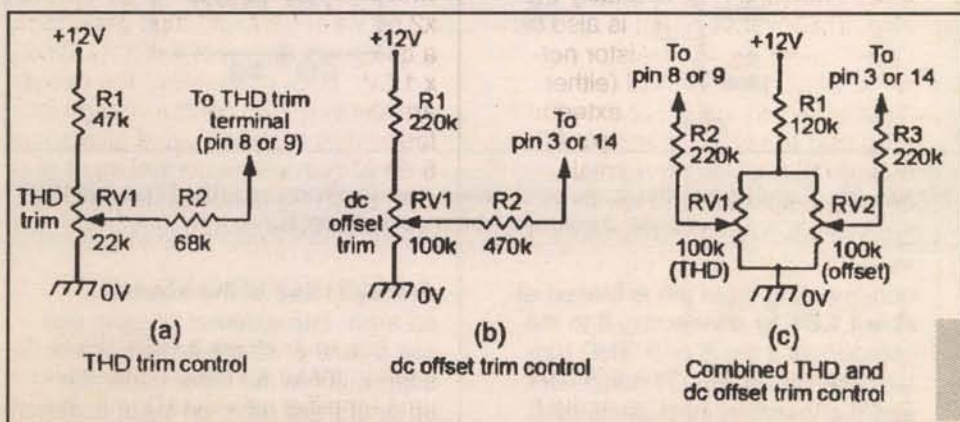 +12V
R1
47k
To THD trim
terminal
(pin 8 or 9)
THD
trim
RV1
R2
22k
68k
0V
(a)
THD trim control
+12V
R1
220k
To
pin 3 or 14
dc
offset
trim
RV1
R2
100k
470k
0V
(b)
dc offset trim control
To
pin 8 or 9
+12V
To
pin 3 or 14
R1
120k
R2
220k
R3
220k
RV1
RV2
100k
(THD)
100k
(offset)
0V
(c)
Combined THD and
dc offset trim control